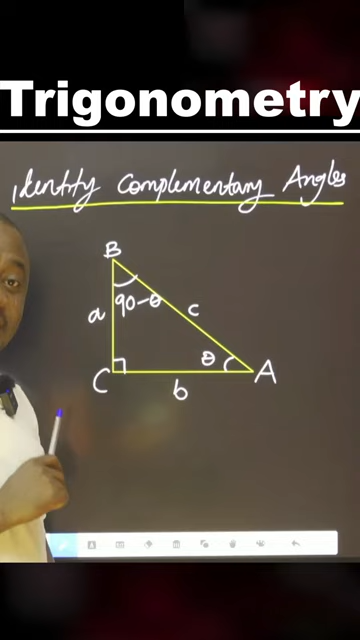 Trigonometry
Identity Complementary Angles
B
90-θ
a
c
θ
C
A
b